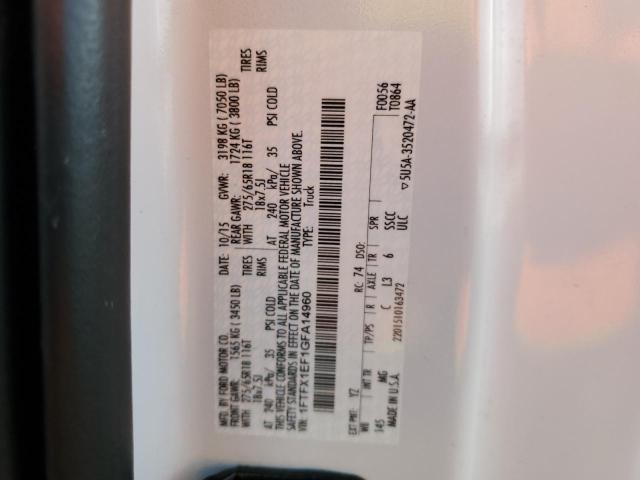 MFD. BY FORD MOTOR CO.
DATE: 10/15 GVWR: 3198 KG ( 7050 LB)
FRONT GAWR: 1565 KG ( 3450 LB) REAR GAWR: 1724 KG ( 3800 LB)
WITH 275/65R18 116T TIRES WITH 275/65R18 116T TIRES
18x7.5J RIMS 18x7.5J RIMS
AT 240 kPa/ 35 PSI COLD AT 240 kPa/ 35 PSI COLD
THIS VEHICLE CONFORMS TO ALL APPLICABLE FEDERAL MOTOR VEHICLE
SAFETY STANDARDS IN EFFECT ON THE DATE OF MANUFACTURE SHOWN ABOVE.
VIN: 1FTFX1EF1GFA14960 TYPE: Truck
F0056
T0864
EXT PNT: YZ RC: 74 DSO:
WB INT TR TP/PS R AXLE TR SPR
145 MG C L3 6 SSCC
ULC
MADE IN U.S.A. 2201510163472
▽5U5A-3520472-AA